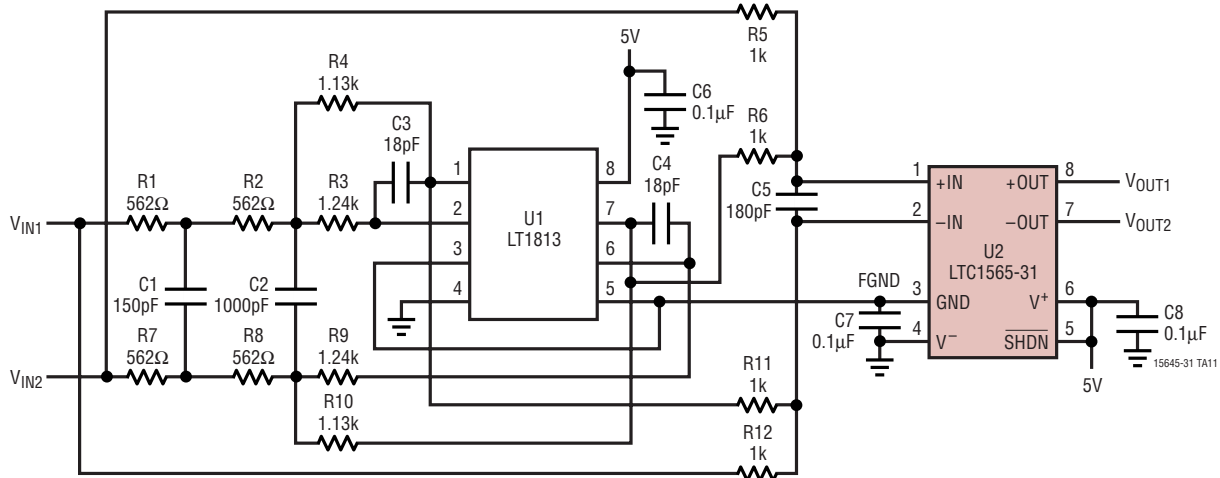 R5
1k
5V
R4
1.13k
C6
0.1µF
C3
18pF
R6
1k
C4
18pF
1
8
R1
562Ω
R2
562Ω
R3
1.24k
C5
180pF
1
+IN
+OUT
8
VOUT1
VIN1
2
U1
LT1813
7
2
–IN
–OUT
7
VOUT2
3
6
U2
LTC1565-31
C1
150pF
C2
1000pF
4
5
FGND
3
GND
V+
6
C7
0.1µF
C8
0.1µF
R7
562Ω
R8
562Ω
R9
1.24k
4
V–
SHDN
5
15645-31 TA11
VIN2
R11
1k
5V
R10
1.13k
R12
1k